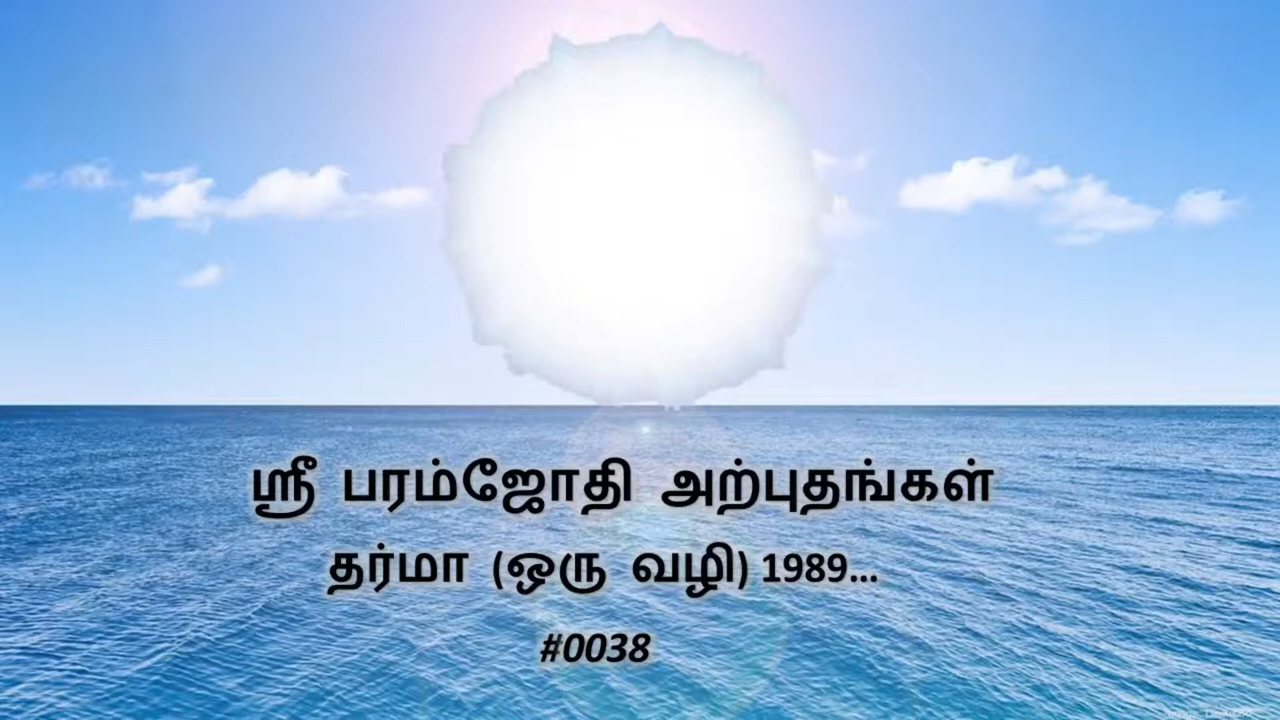 ஸ்ரீ பரம்ஜோதி அற்புதங்கள்
தர்மா (ஒரு வழி) 1989...
#0038